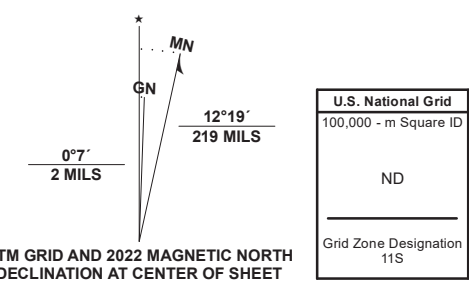 ★
MN
GN
12°19´
219 MILS
0°7´
2 MILS
TM GRID AND 2022 MAGNETIC NORTH
DECLINATION AT CENTER OF SHEET
U.S. National Grid
100,000 - m Square ID
ND
Grid Zone Designation
11S